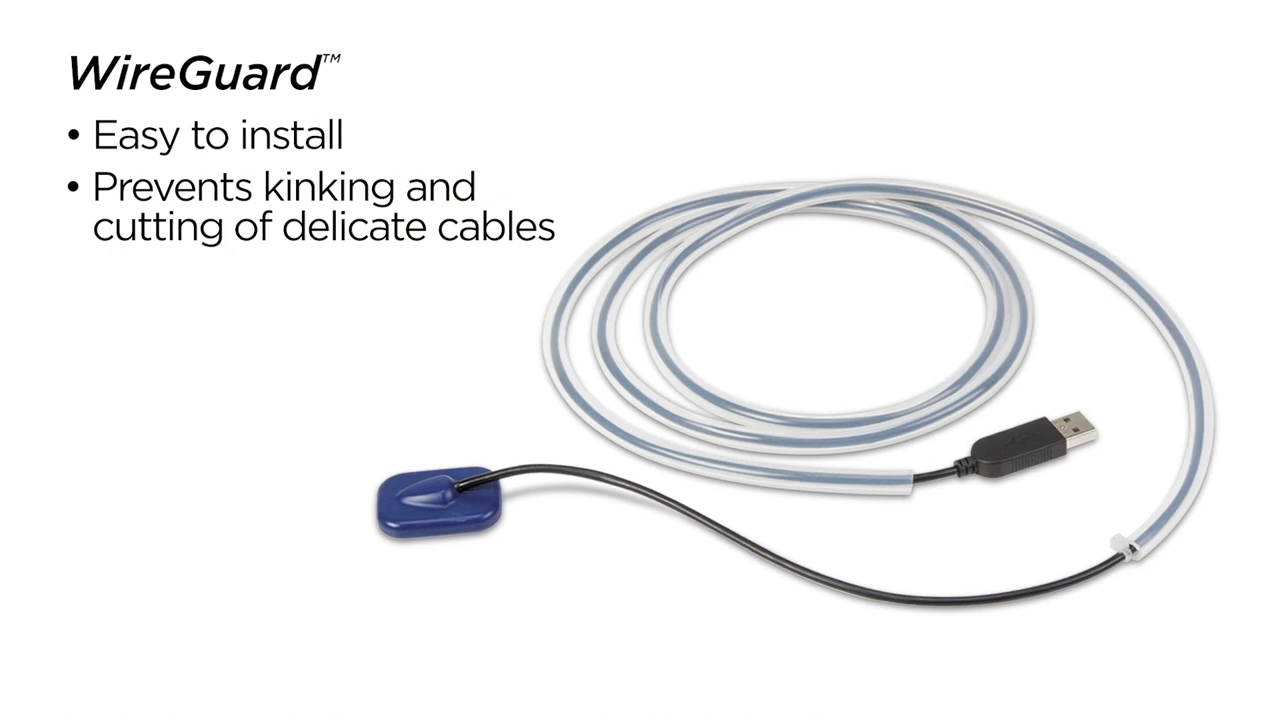 WireGuard™
• Easy to install
• Prevents kinking and
cutting of delicate cables